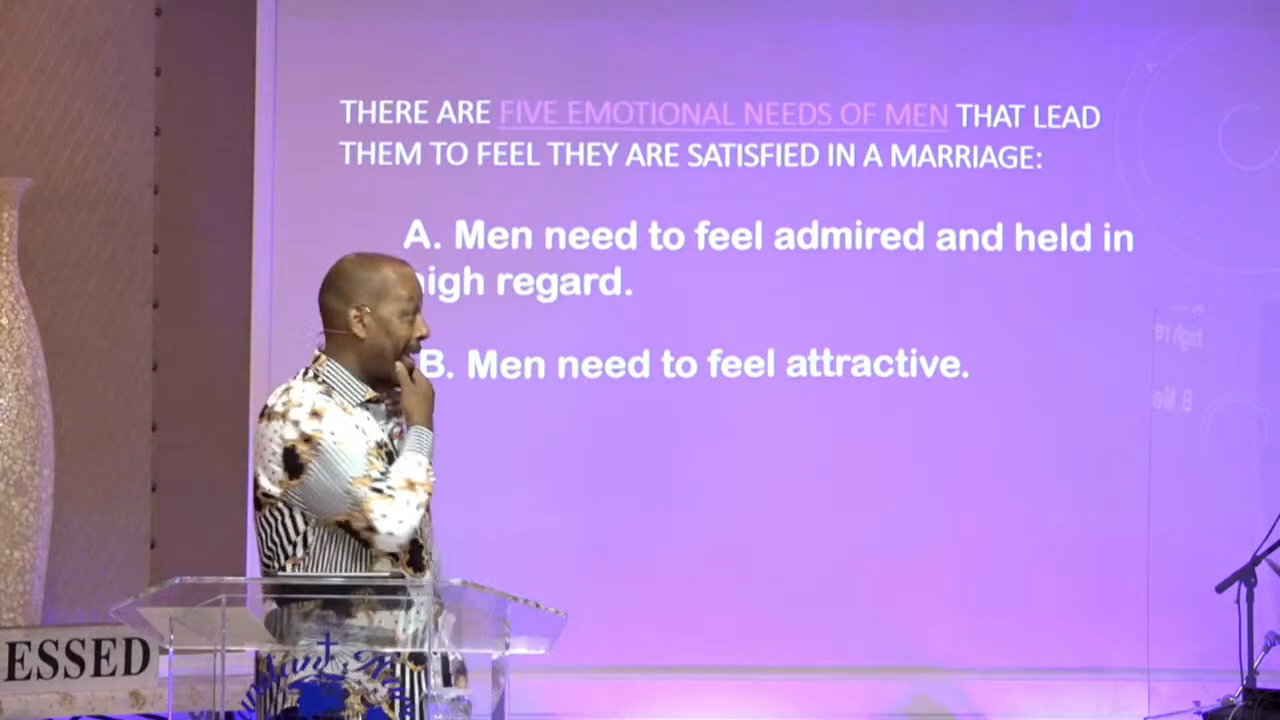 THERE ARE FIVE EMOTIONAL NEEDS OF MEN THAT LEAD
THEM TO FEEL THEY ARE SATISFIED IN A MARRIAGE:
A. Men need to feel admired and held in
high regard.
B. Men need to feel attractive.
ESSED